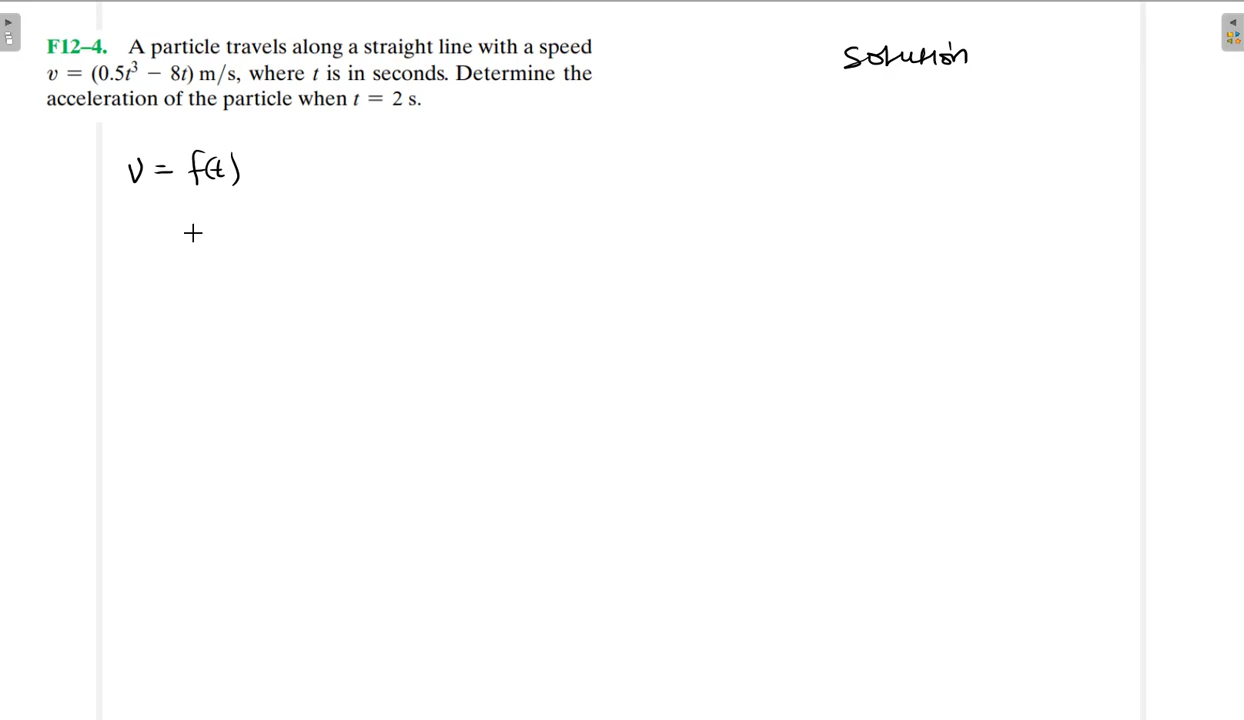 F12–4. A particle travels along a straight line with a speed
v = (0.5t³ − 8t) m/s, where t is in seconds. Determine the
acceleration of the particle when t = 2 s.
Solution
v = f(t)
+